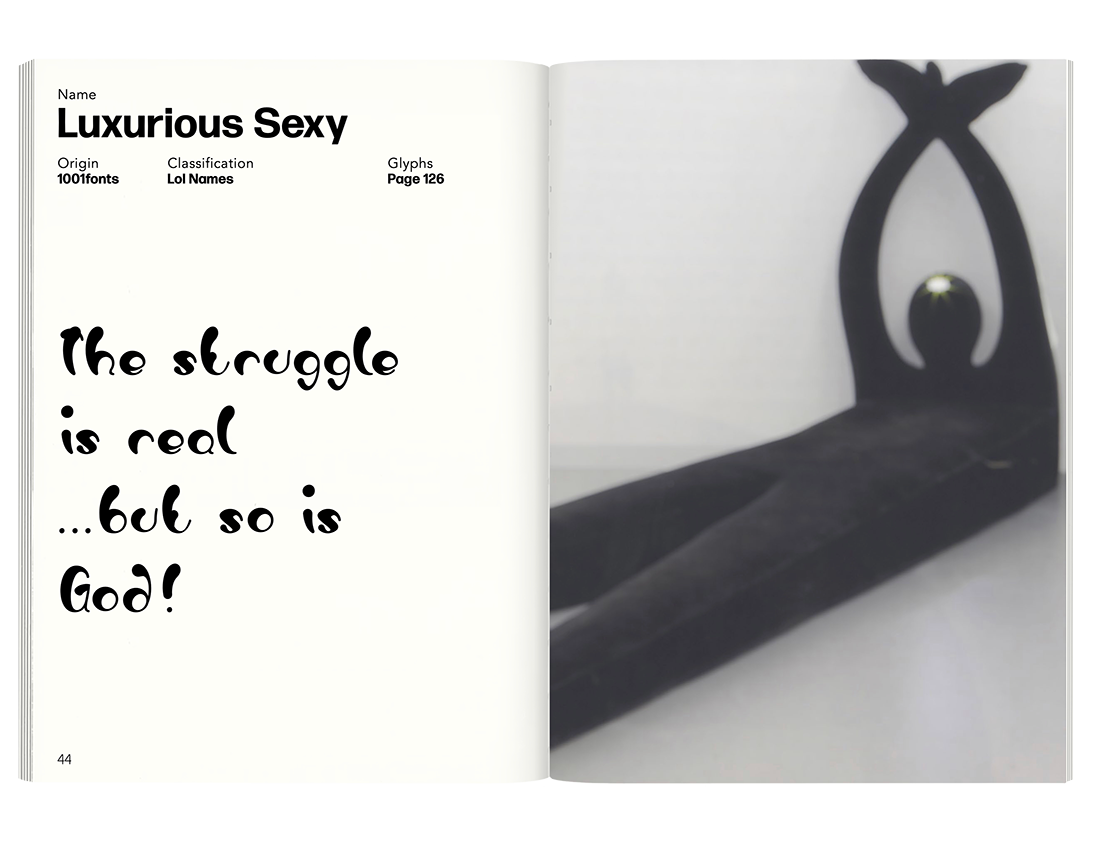 Name
Luxurious Sexy
Origin
1001fonts
Classification
Lol Names
Glyphs
Page 126
The struggle
is real
...but so is
God!
44